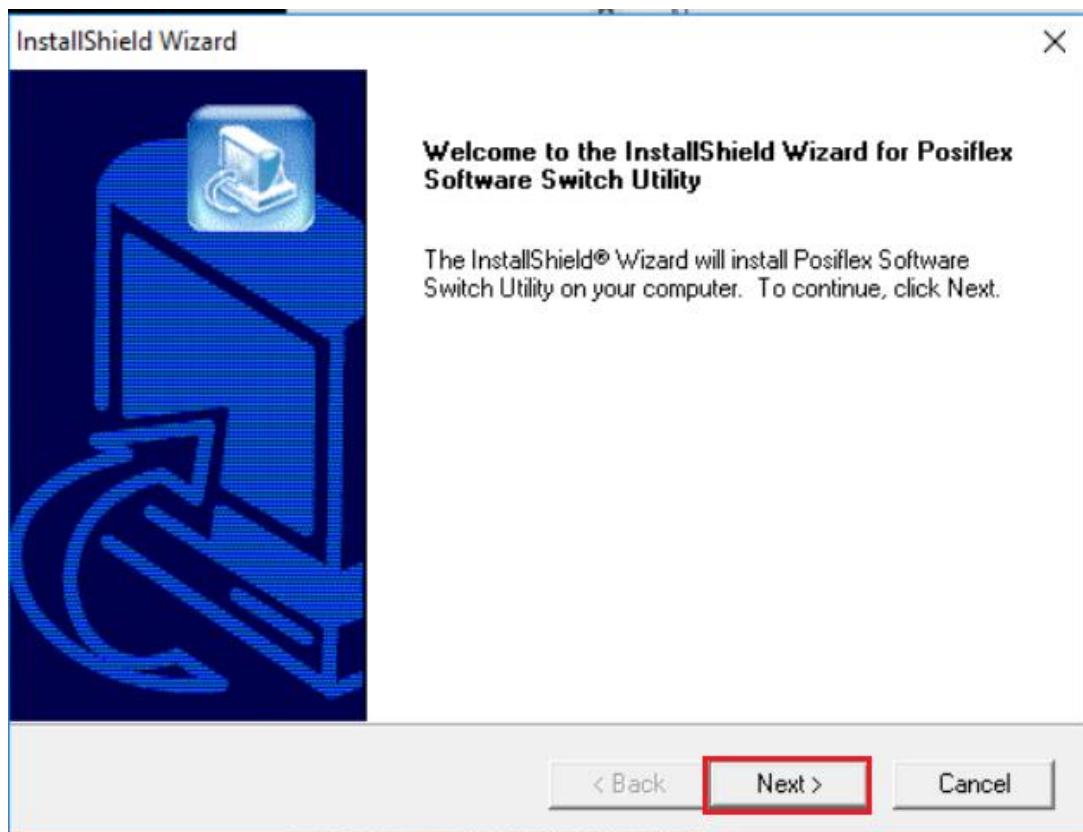 InstallShield Wizard
Welcome to the InstallShield Wizard for Posiflex
Software Switch Utility
The InstallShield® Wizard will install Posiflex Software
Switch Utility on your computer. To continue, click Next.
< Back
Next >
Cancel